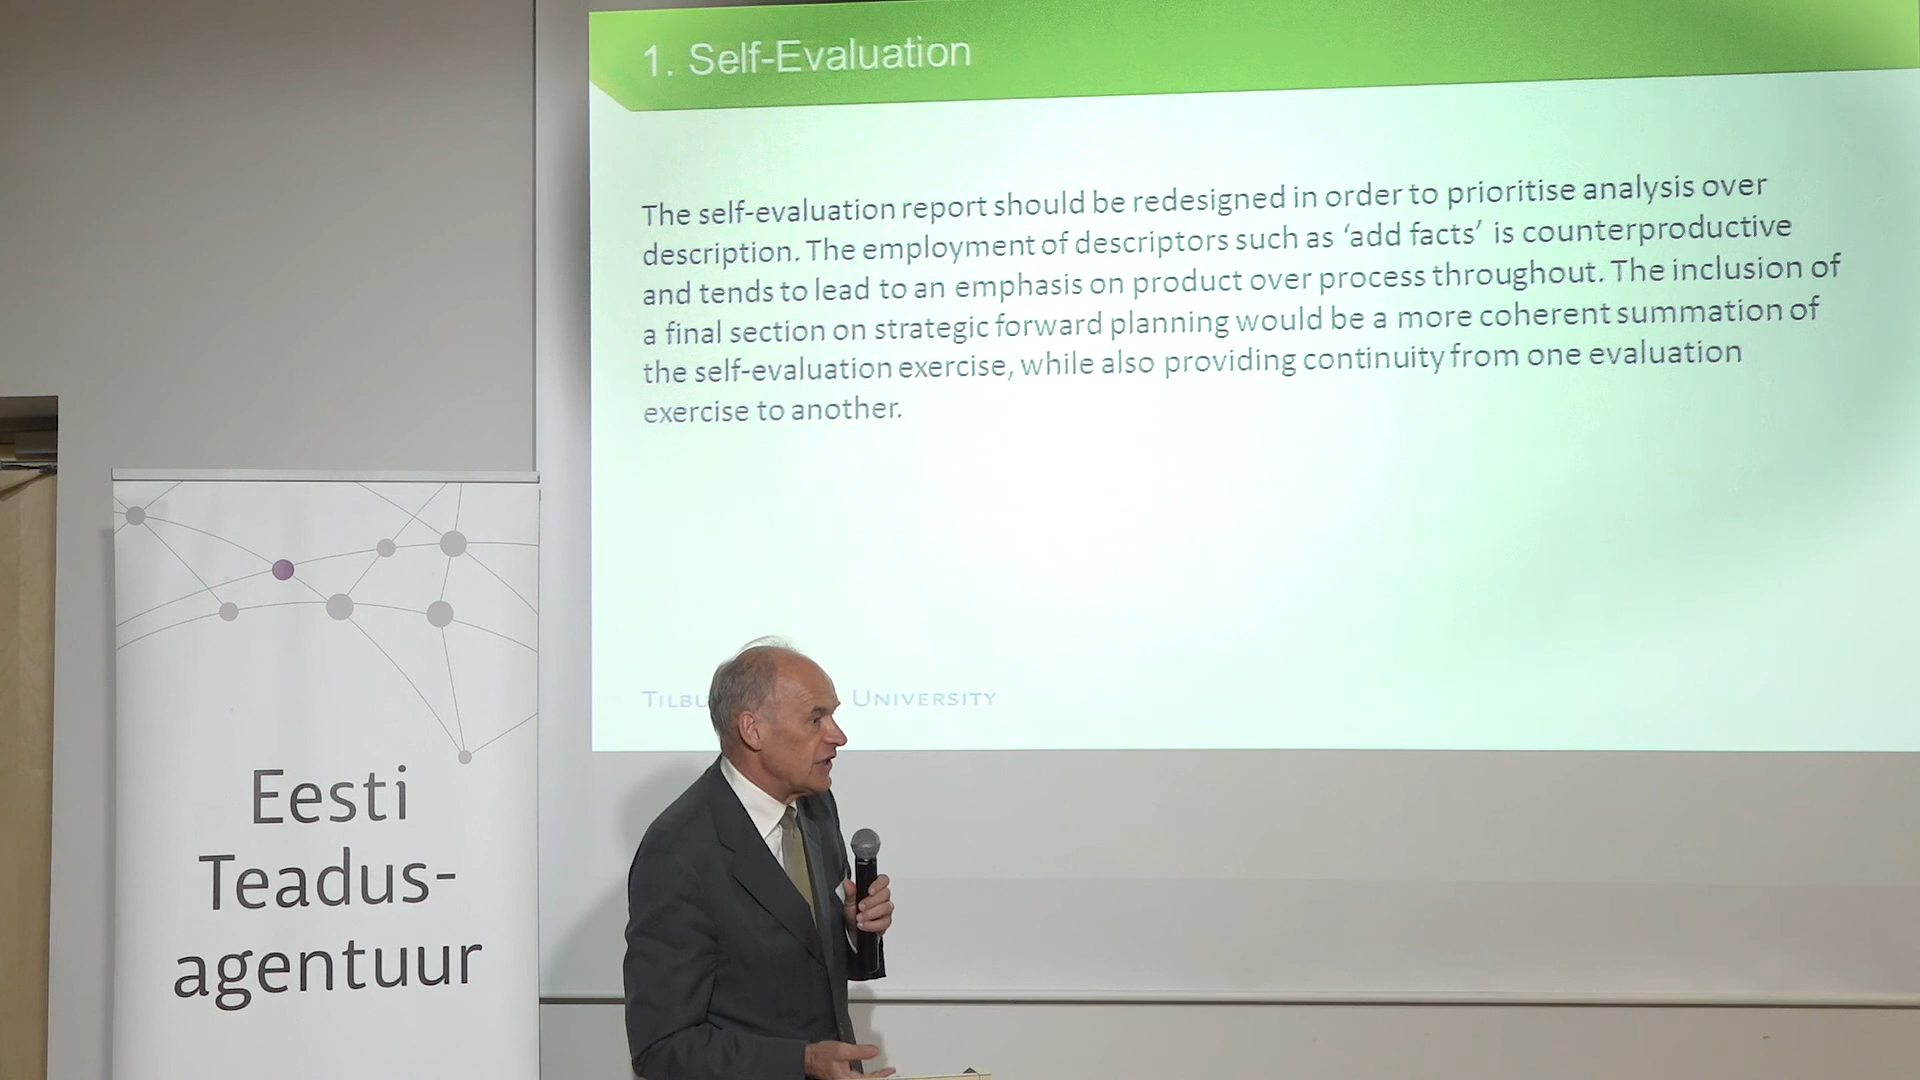 1. Self-Evaluation
The self-evaluation report should be redesigned in order to prioritise analysis over
description. The employment of descriptors such as ‘add facts’ is counterproductive
and tends to lead to an emphasis on product over process throughout. The inclusion of
a final section on strategic forward planning would be a more coherent summation of
the self-evaluation exercise, while also providing continuity from one evaluation
exercise to another.
UNIVERSITY
Eesti
Teadus-
agentuur